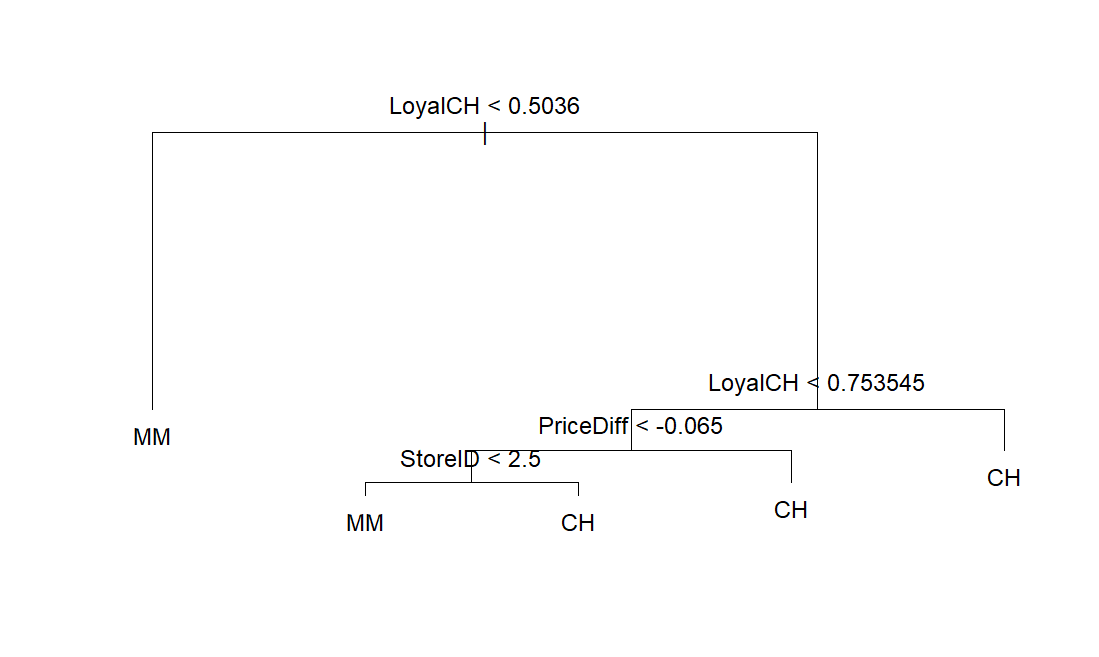 LoyalCH < 0.5036
LoyalCH < 0.753545
PriceDiff < -0.065
MM
StoreID < 2.5
CH
CH
MM
CH